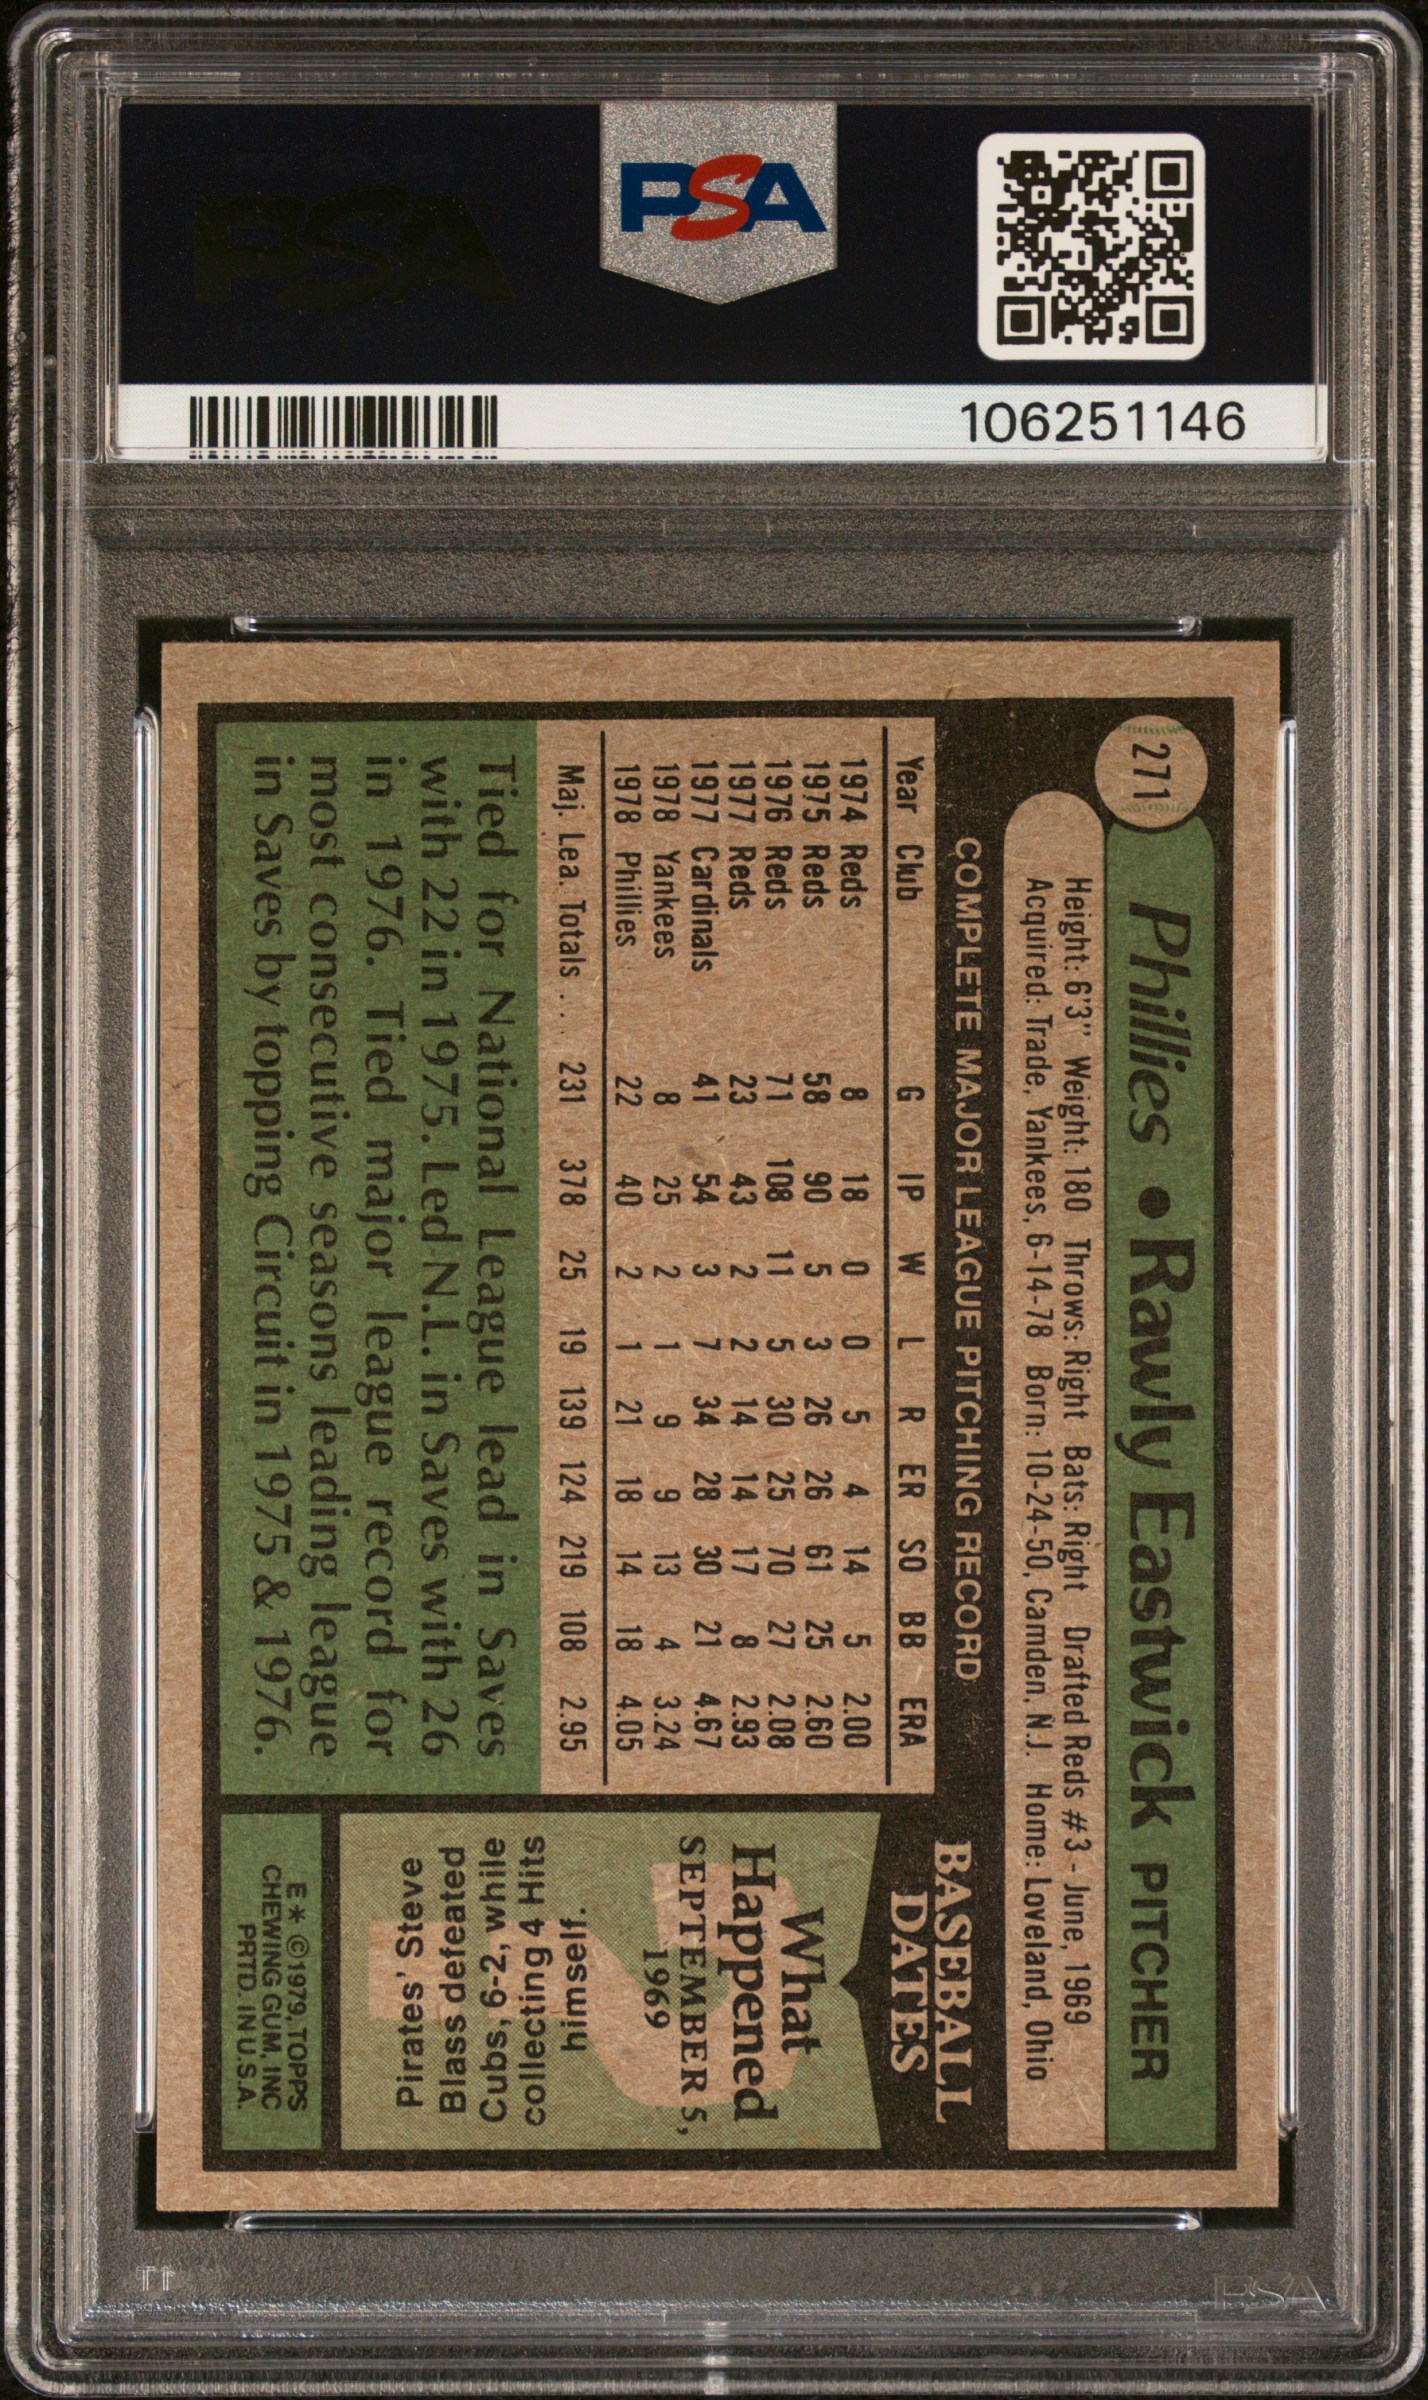 PSA
PSA
106251146
271
Phillies • Rawly Eastwick PITCHER
Height: 6'3" Weight: 180 Throws: Right Bats: Right Drafted Reds #3 - June, 1969
Acquired: Trade, Yankees, 6-14-78 Born: 10-24-50, Camden, N.J. Home: Loveland, Ohio
COMPLETE MAJOR LEAGUE PITCHING RECORD
Year Club G IP W L R ER SO BB ERA
1974 Reds 8 18 0 0 5 4 14 5 2.00
1975 Reds 58 90 5 3 26 26 61 25 2.60
1976 Reds 71 108 11 5 30 25 70 27 2.08
1977 Reds 23 43 2 2 14 14 17 8 2.93
1977 Cardinals 41 54 3 7 34 28 30 21 4.67
1978 Yankees 8 25 2 1 9 9 13 4 3.24
1978 Phillies 22 40 2 1 21 18 14 18 4.05
Maj. Lea. Totals . . 231 378 25 19 139 124 219 108 2.95
Tied for National League lead in Saves
with 22 in 1975. Led N.L. in Saves with 26
in 1976. Tied major league record for
most consecutive seasons leading league
in Saves by topping Circuit in 1975 & 1976.
BASEBALL
DATES
What
Happened
SEPTEMBER 5,
1969
Pirates' Steve
Blass defeated
Cubs, 6-2, while
collecting 4 Hits
himself.
E✱ ©1979, TOPPS
CHEWING GUM, INC
PRTD. IN U.S.A.
PSA